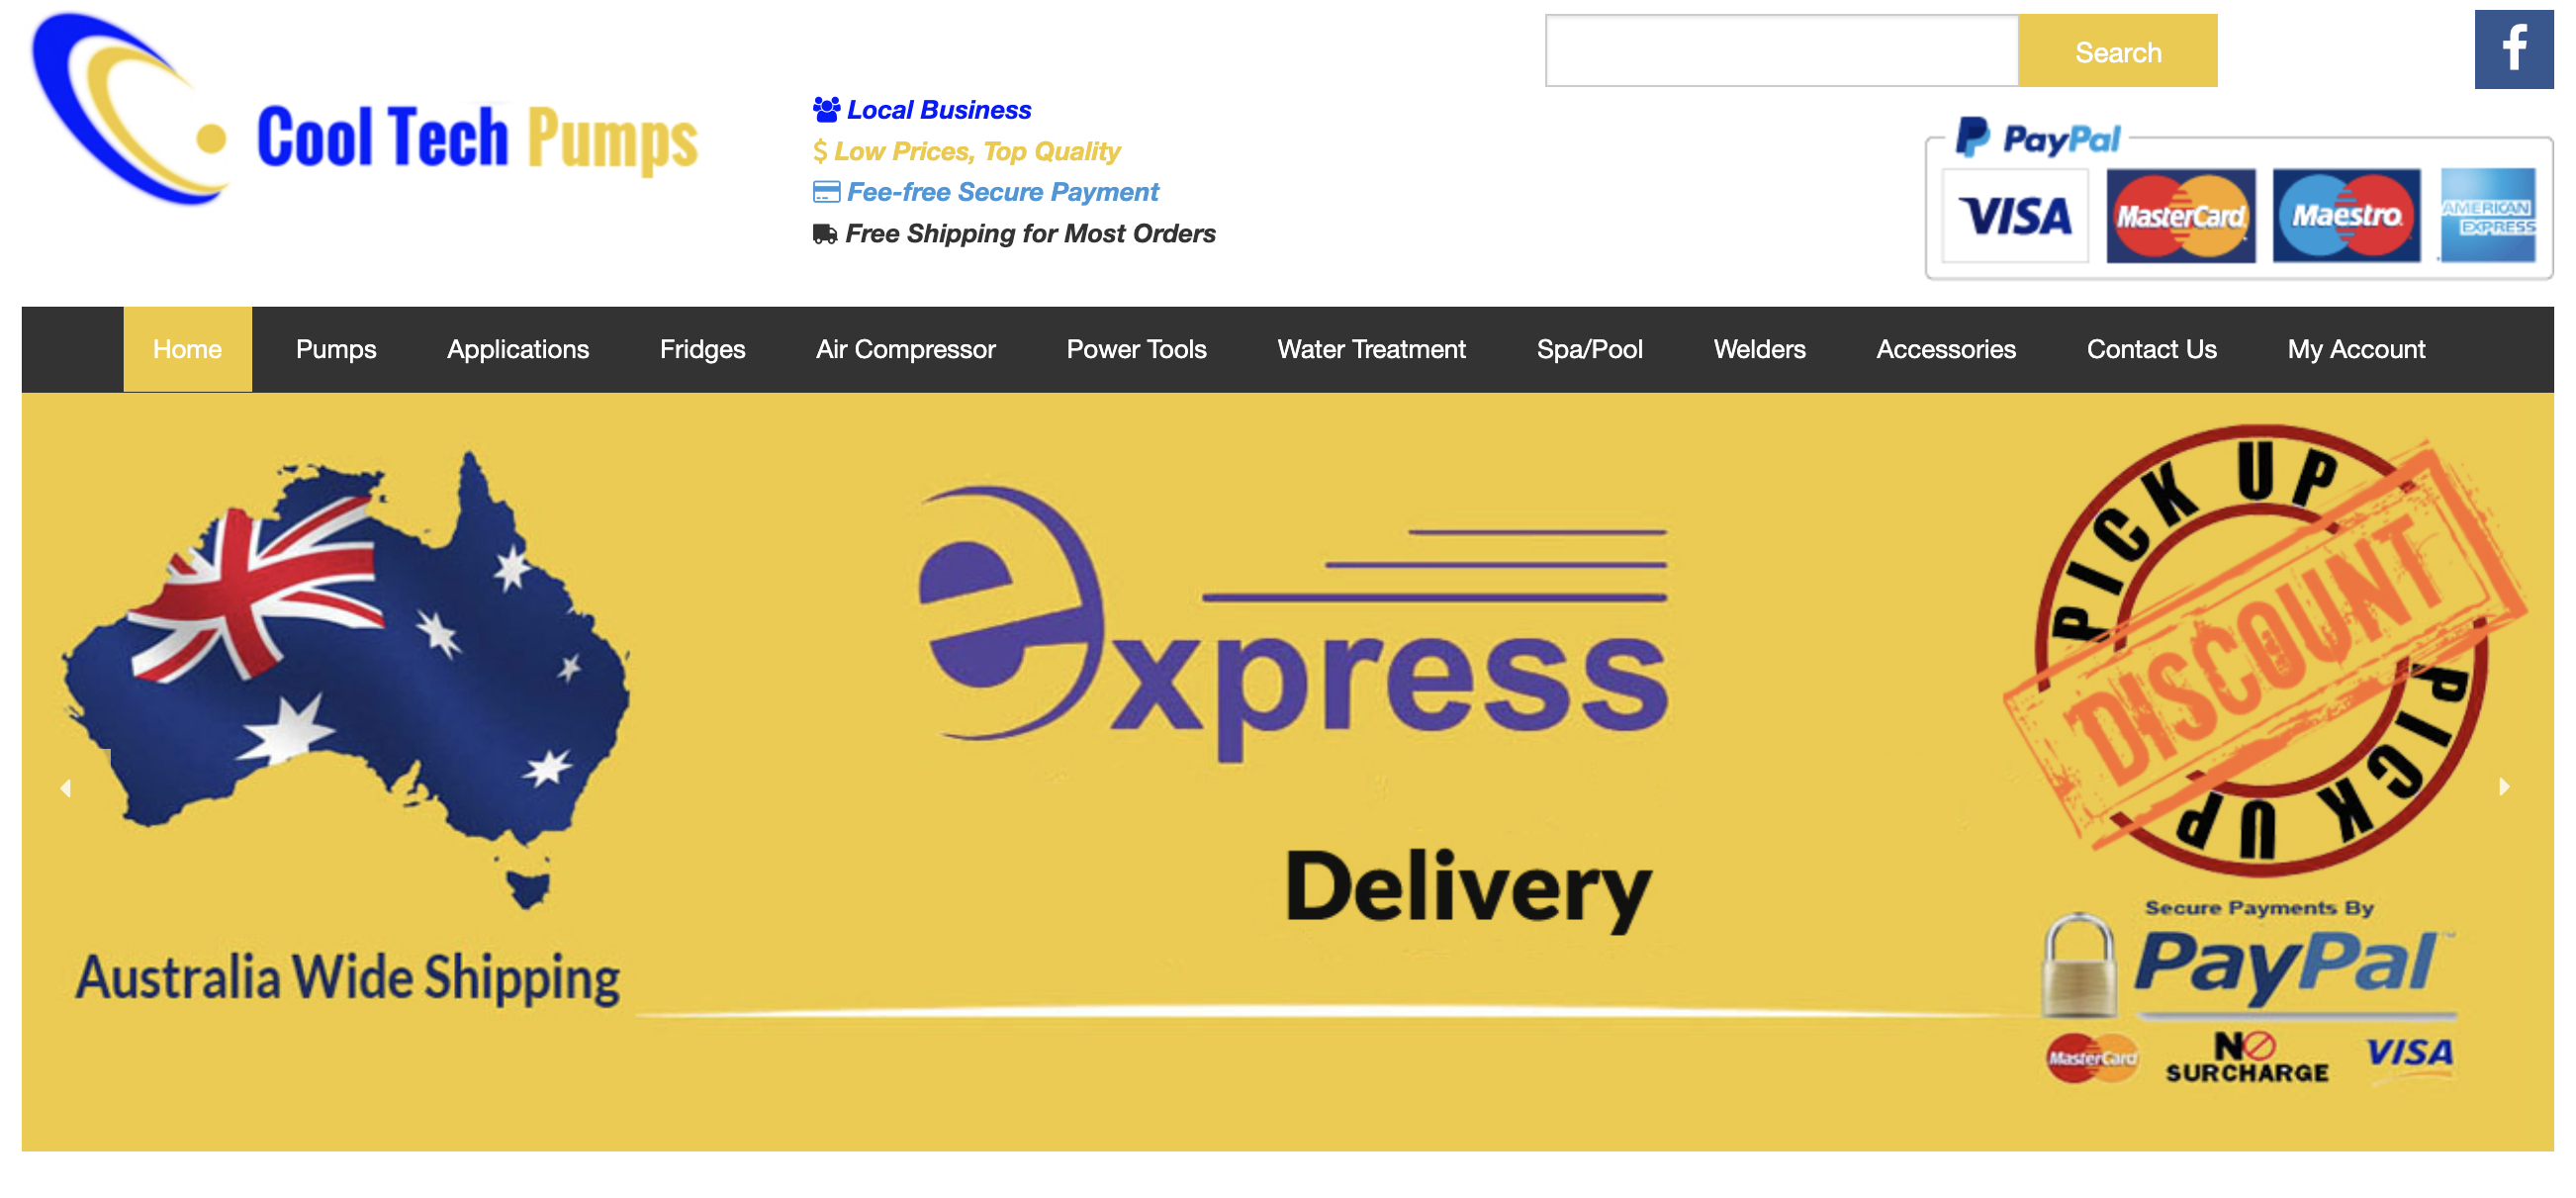 Cool Tech Pumps
Local Business
$ Low Prices, Top Quality
Fee-free Secure Payment
Free Shipping for Most Orders
Search
f
PayPal
VISA
MasterCard
Maestro
AMERICAN
EXPRESS
Home Pumps Applications Fridges Air Compressor Power Tools Water Treatment Spa/Pool Welders Accessories Contact Us My Account
Australia Wide Shipping
express
Delivery
PICK UP
DISCOUNT
PICK UP
Secure Payments By
PayPal™
MasterCard
NO
SURCHARGE
VISA